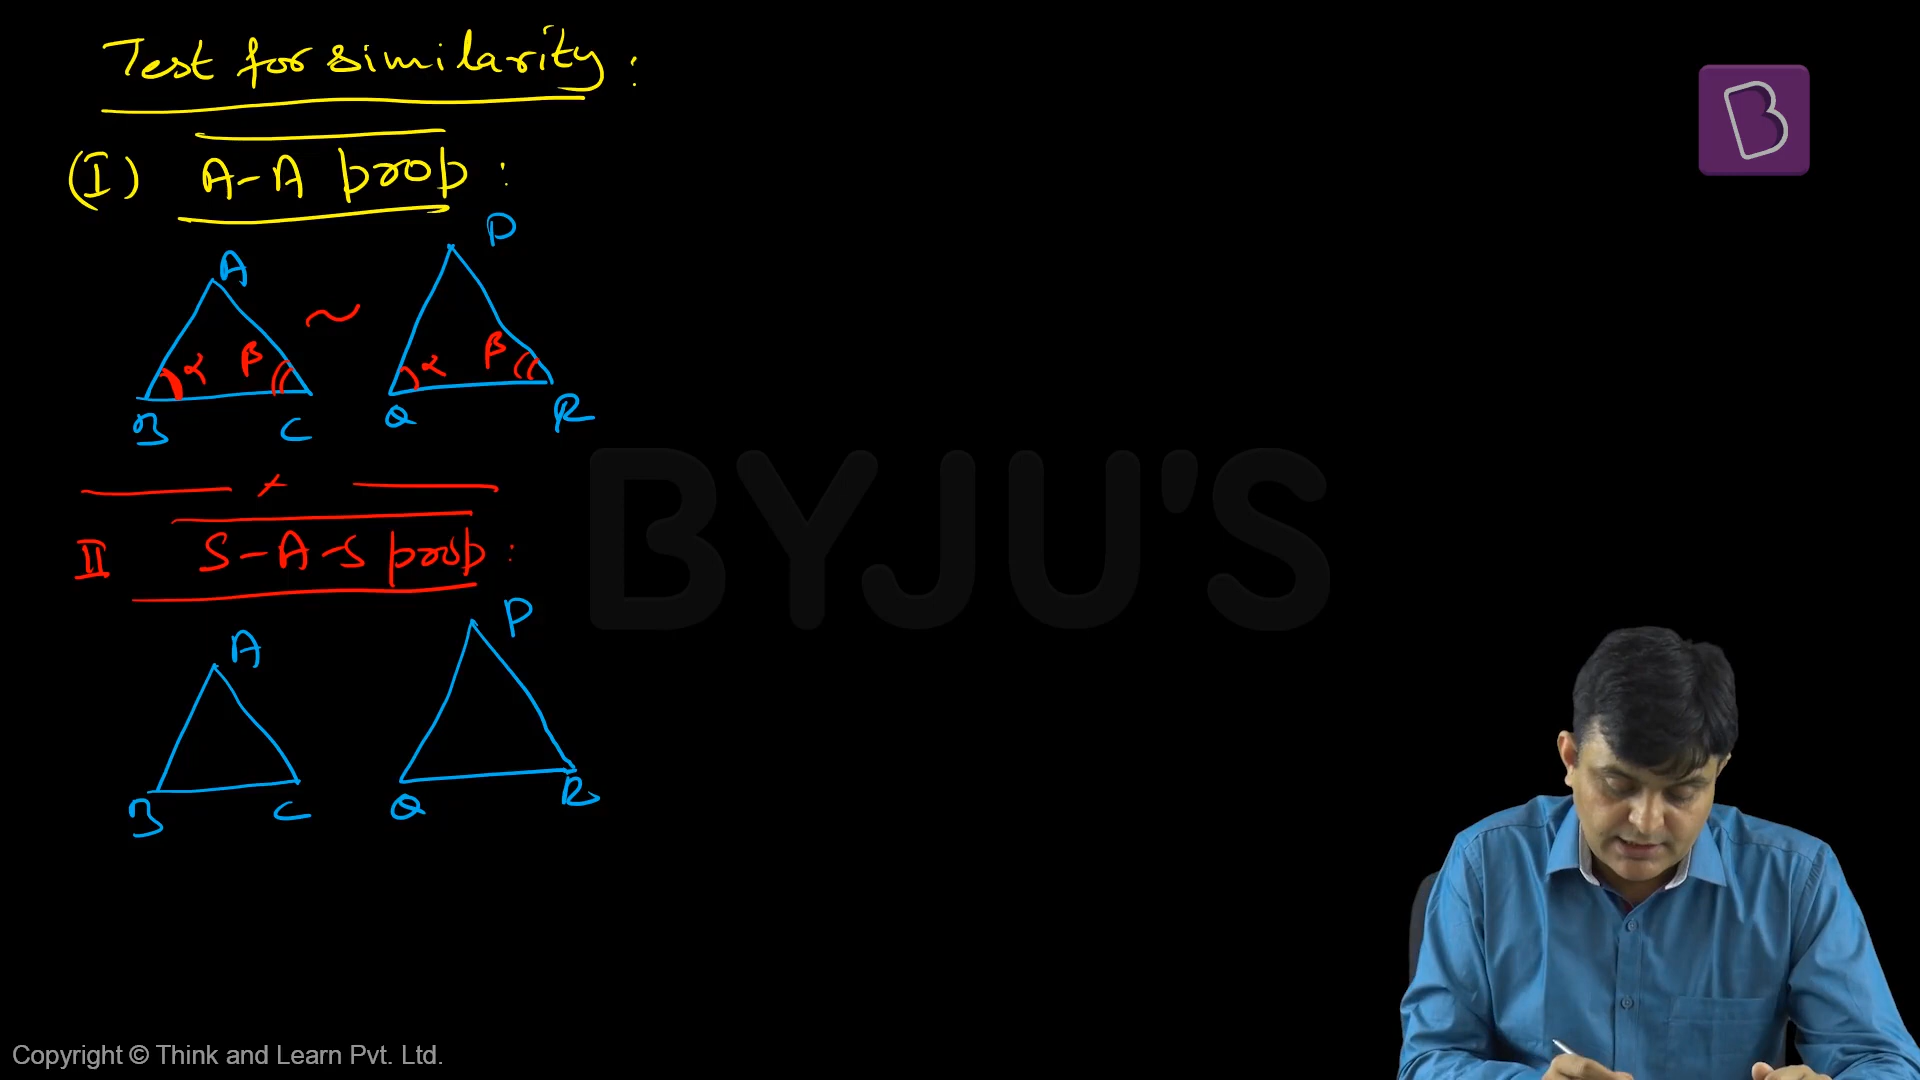 Test for similarity :
(I) A-A prop :
A
P
~
α β
α β
B C
Q R
x
II S-A-S prop :
A
P
B C
Q R
BYJU'S
B
Copyright © Think and Learn Pvt. Ltd.